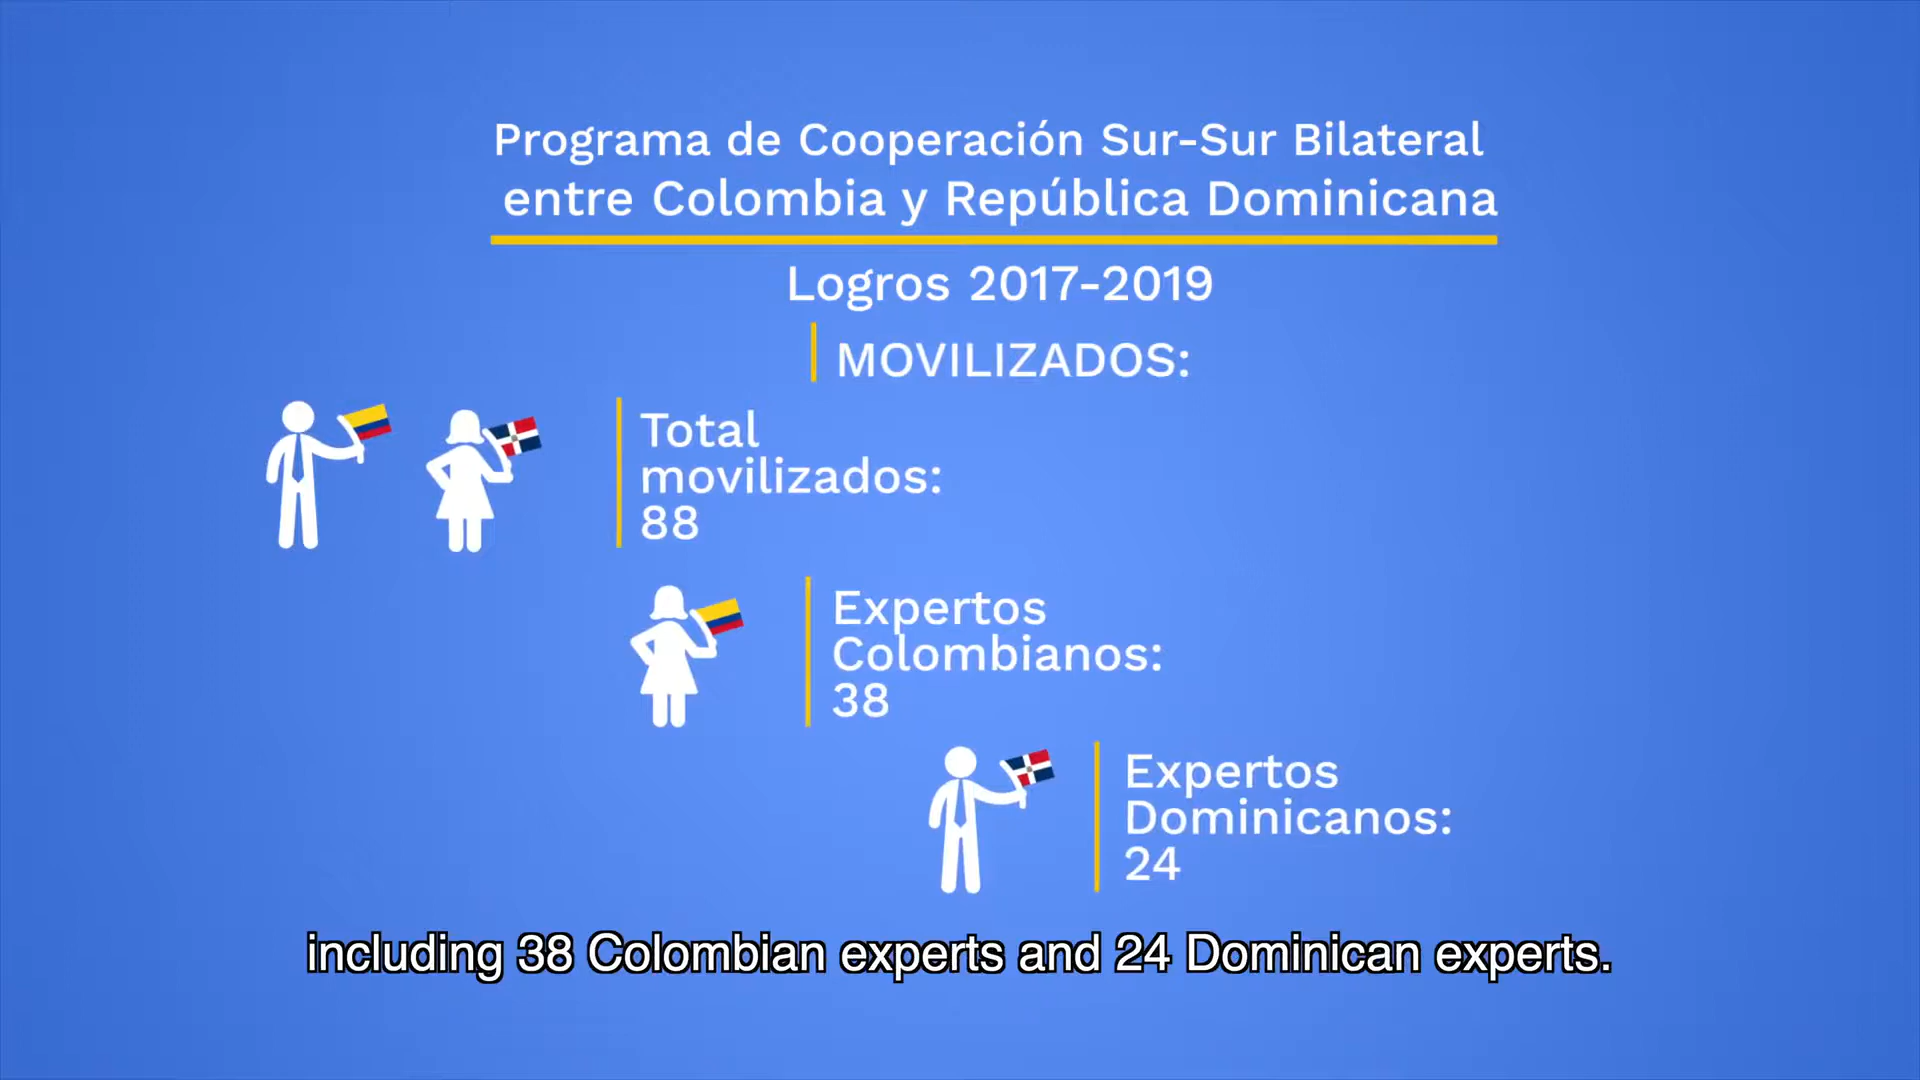 Programa de Cooperación Sur-Sur Bilateral
entre Colombia y República Dominicana
Logros 2017-2019
MOVILIZADOS:
Total
movilizados:
88
Expertos
Colombianos:
38
Expertos
Dominicanos:
24
including 38 Colombian experts and 24 Dominican experts.